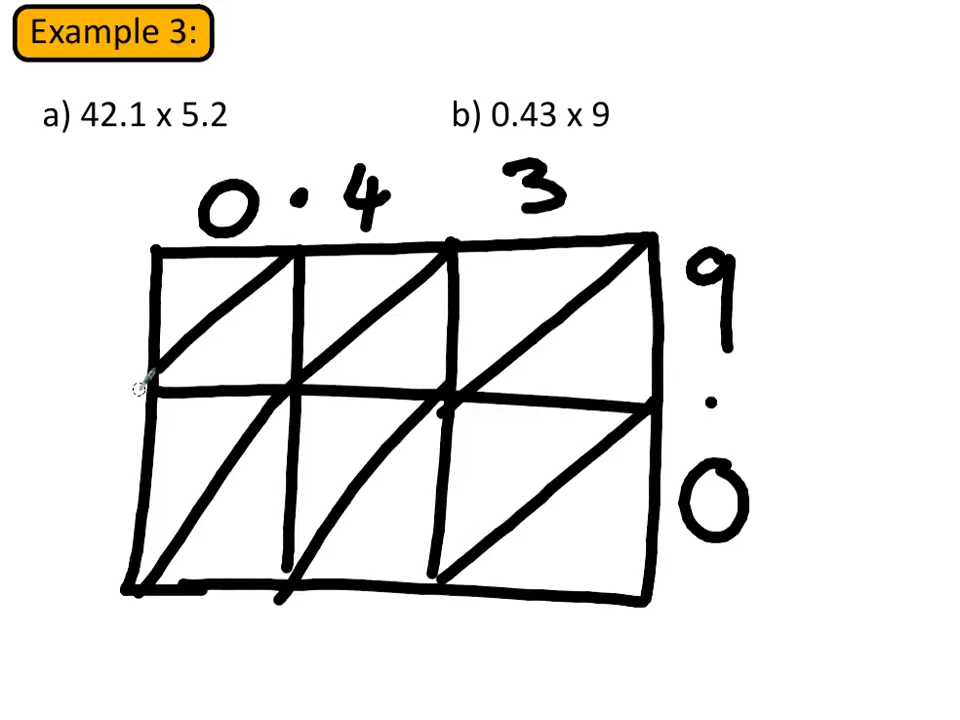 Example 3:
a) 42.1 x 5.2 b) 0.43 x 9
0 . 4 3
9
.
0